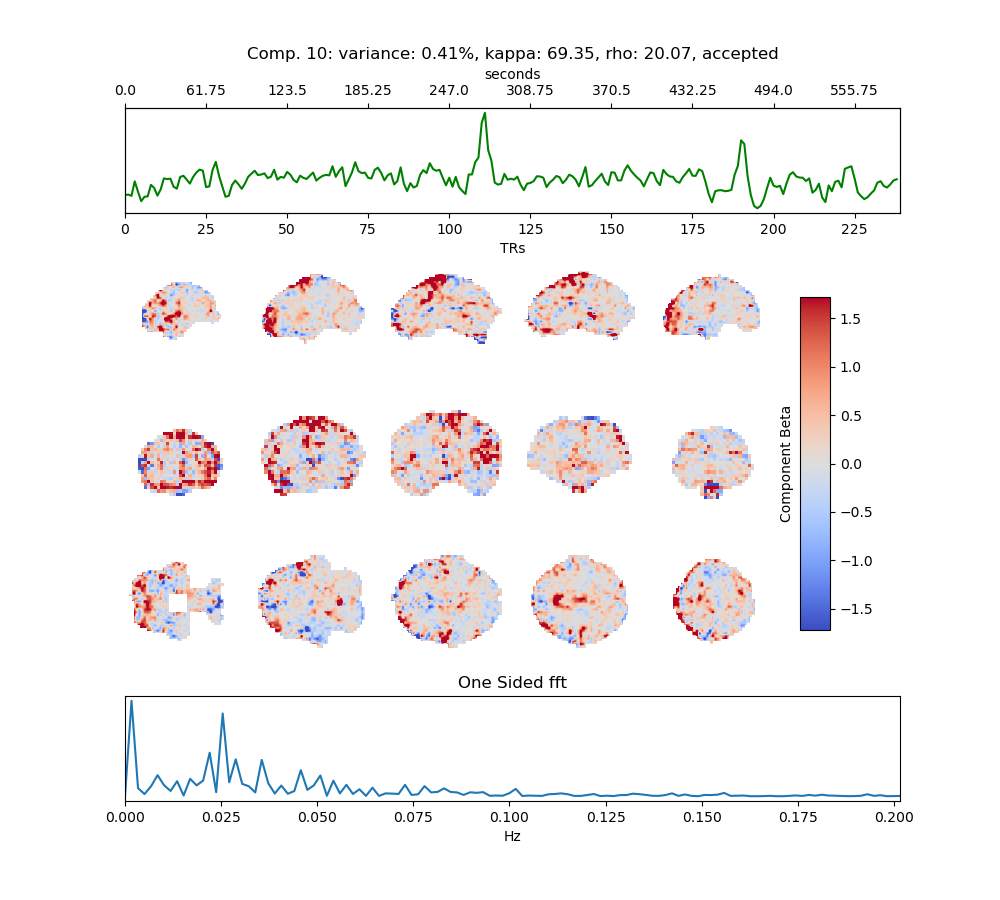 Comp. 10: variance: 0.41%, kappa: 69.35, rho: 20.07, accepted
seconds
0.0 61.75 123.5 185.25 247.0 308.75 370.5 432.25 494.0 555.75
0 25 50 75 100 125 150 175 200 225
TRs
1.5
1.0
0.5
0.0
−0.5
−1.0
−1.5
Component Beta
One Sided fft
0.000 0.025 0.050 0.075 0.100 0.125 0.150 0.175 0.200
Hz